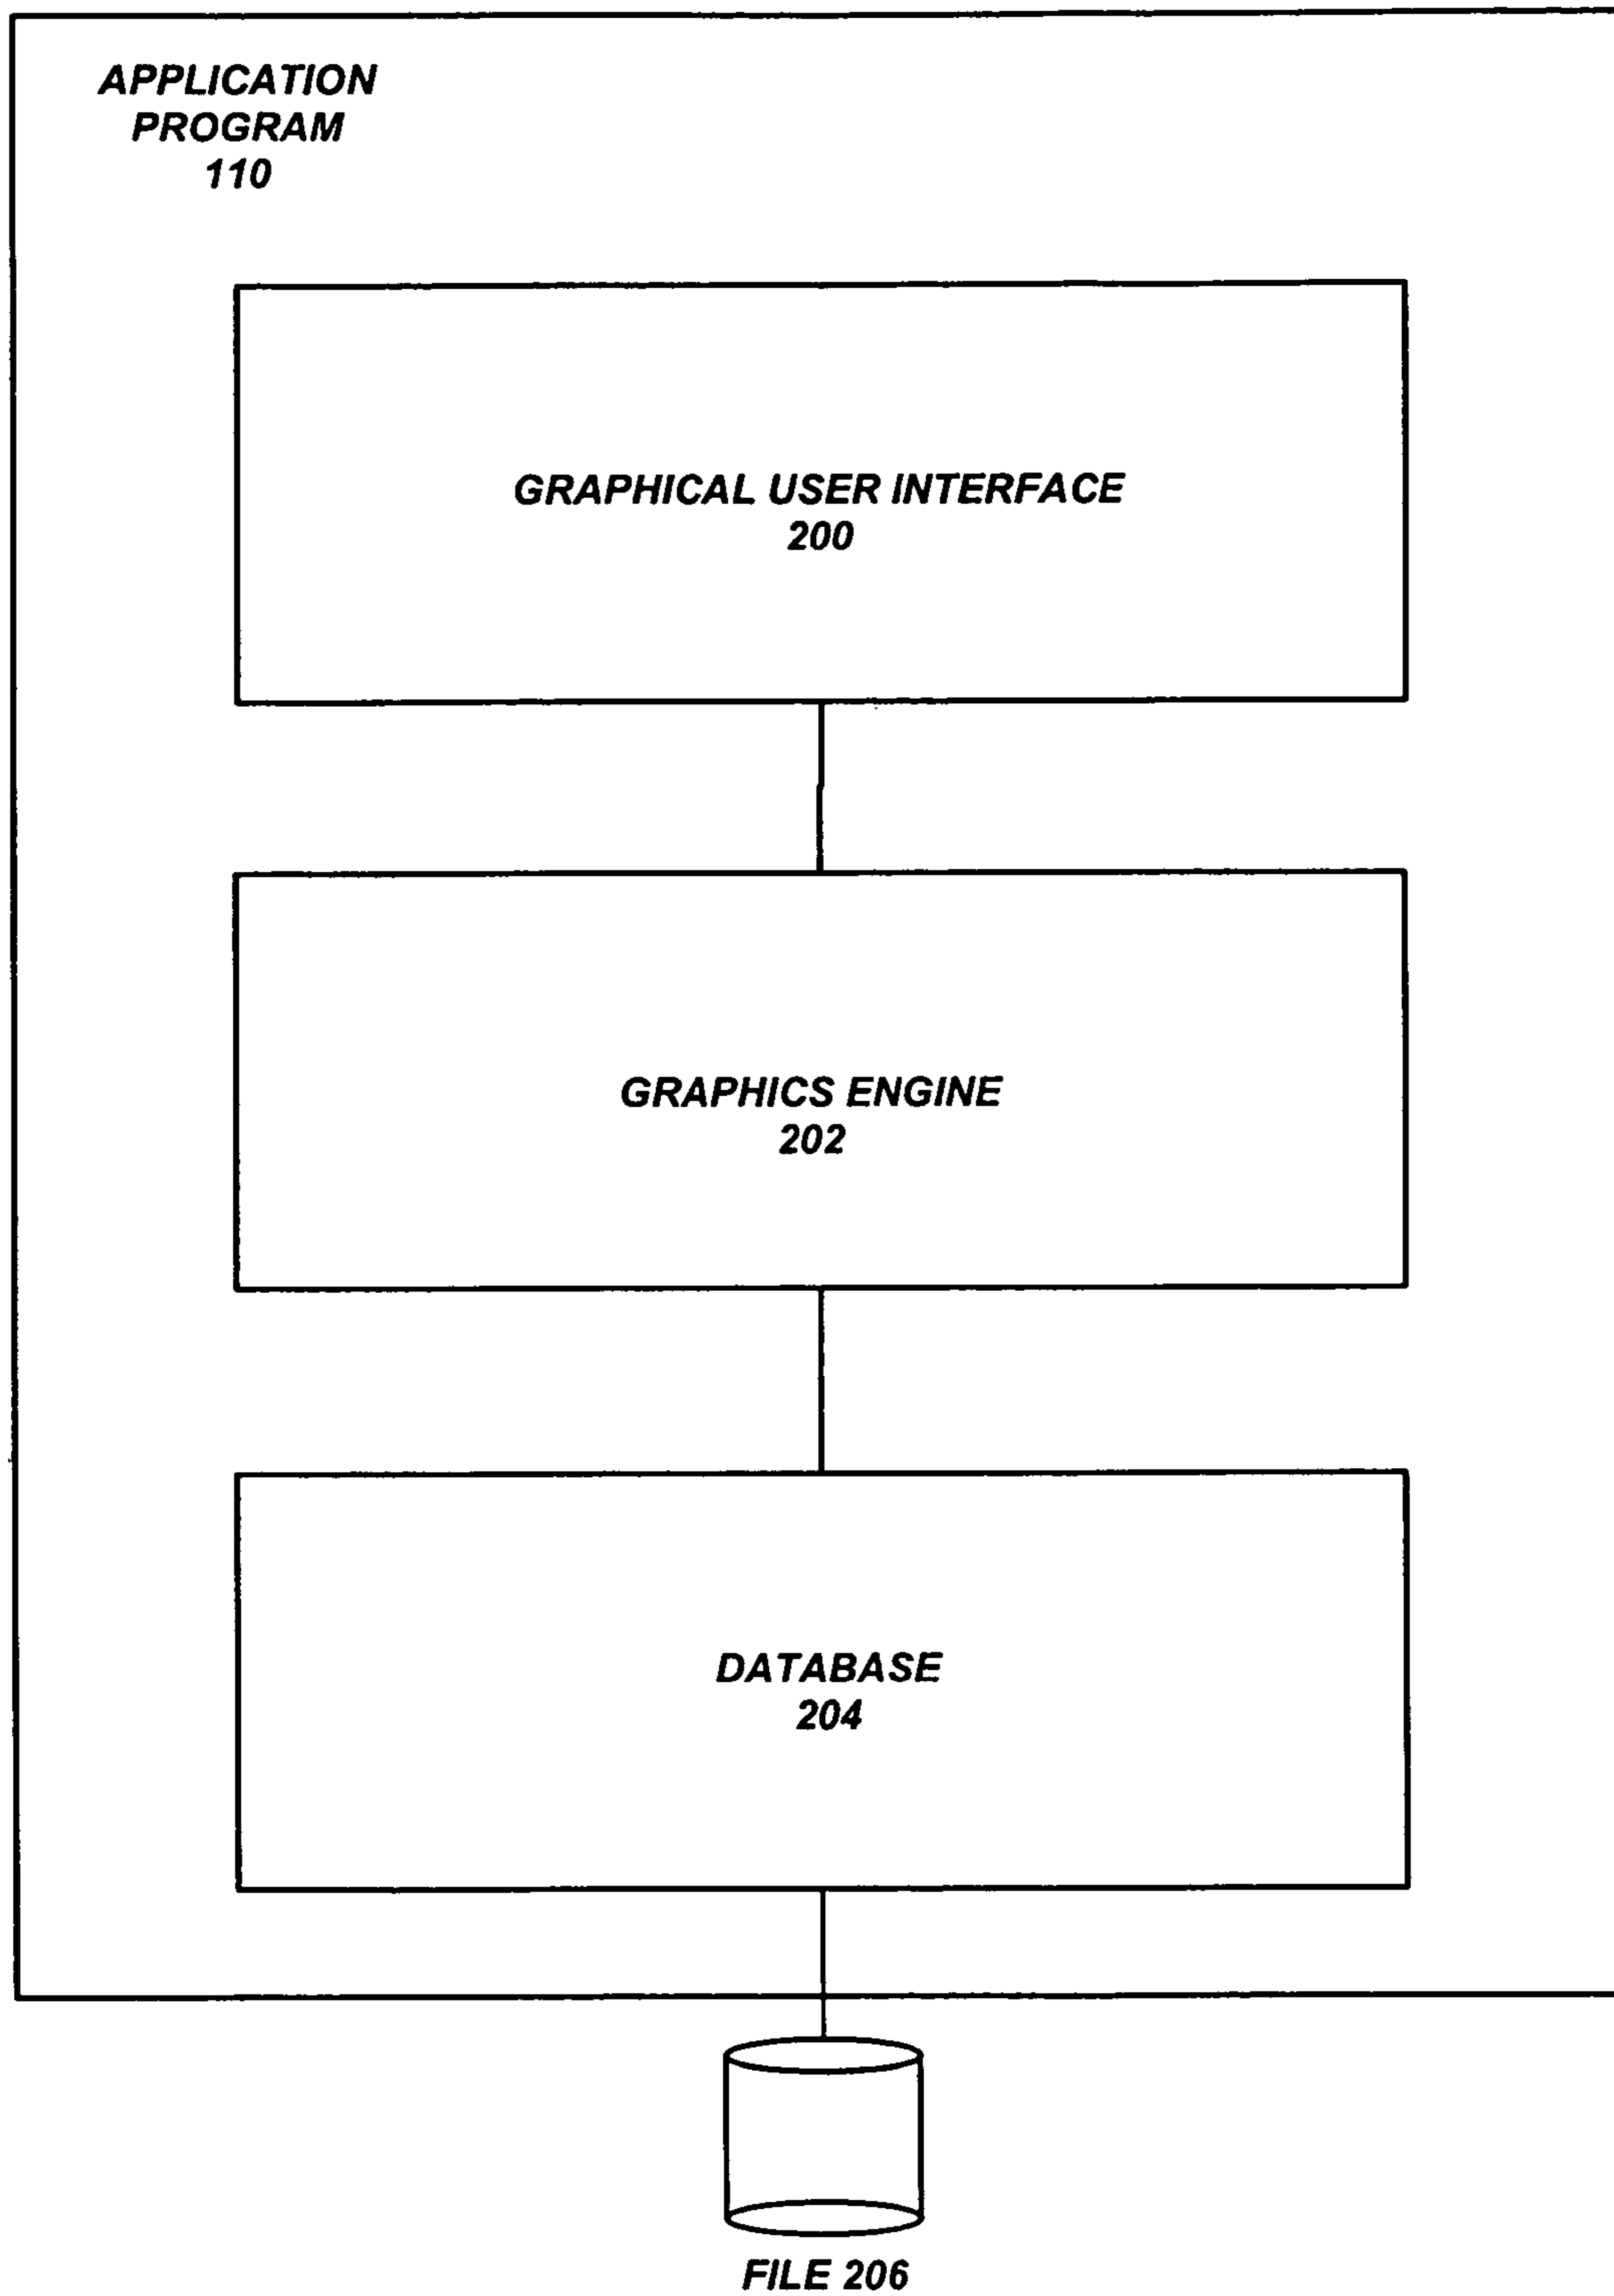 APPLICATION
PROGRAM
110
GRAPHICAL USER INTERFACE
200
GRAPHICS ENGINE
202
DATABASE
204
FILE 206